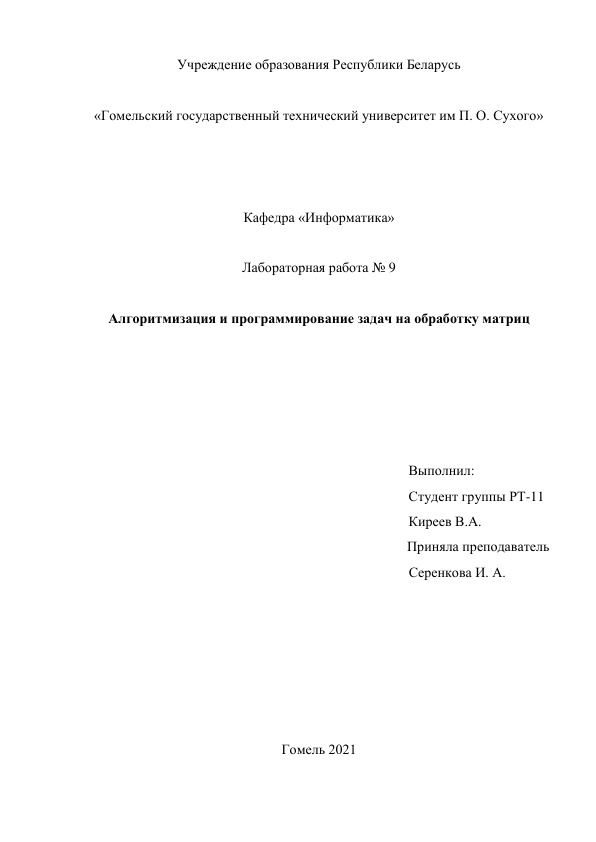 Учреждение образования Республики Беларусь
«Гомельский государственный технический университет им П. О. Сухого»
Кафедра «Информатика»
Лабораторная работа № 9
Алгоритмизация и программирование задач на обработку матриц
Выполнил:
Студент группы РТ-11
Киреев В.А.
Приняла преподаватель
Серенкова И. А.
Гомель 2021